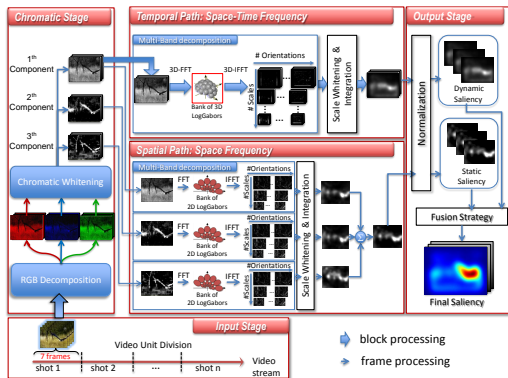 Chromatic Stage
1th
Component
2th
Component
3th
Component
Chromatic Whitening
RGB Decomposition
Temporal Path: Space-Time Frequency
Multi-Band decomposition
# Orientations
3D-FFT
3D-IFFT
#Scales
Bank of 3D
LogGabors
Scale Whitening &
Integration
Spatial Path: Space Frequency
Multi-Band decomposition
#Orientations
FFT
IFFT
#Scales
Bank of
2D LogGabors
#Orientations
FFT
IFFT
#Scales
Bank of
2D LogGabors
#Orientations
FFT
IFFT
#Scales
Bank of
2D LogGabors
Scale Whitening & Integration
Σ
Output Stage
Normalization
Dynamic
Saliency
Static
Saliency
Fusion Strategy
Final Saliency
Input Stage
7 frames
Video Unit Division
shot 1
shot 2
...
shot n
Video
stream
block processing
frame processing